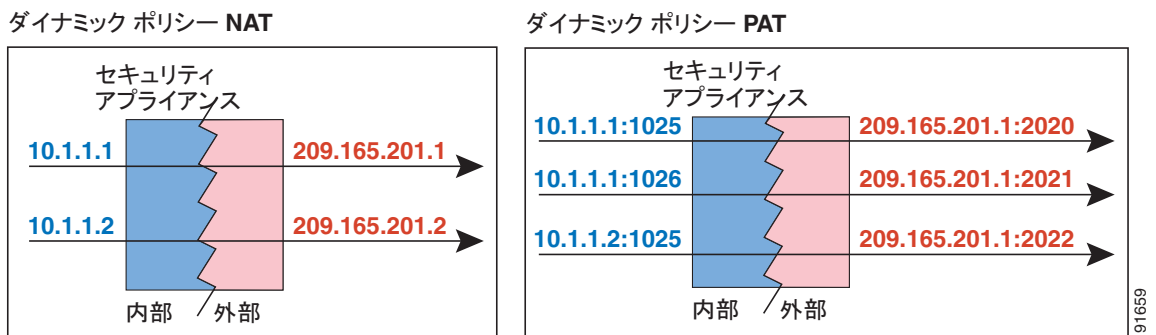 ダイナミック ポリシー NAT
セキュリティ
アプライアンス
10.1.1.1
209.165.201.1
10.1.1.2
209.165.201.2
内部
外部
ダイナミック ポリシー PAT
セキュリティ
アプライアンス
10.1.1.1:1025
209.165.201.1:2020
10.1.1.1:1026
209.165.201.1:2021
10.1.1.2:1025
209.165.201.1:2022
内部
外部
91659